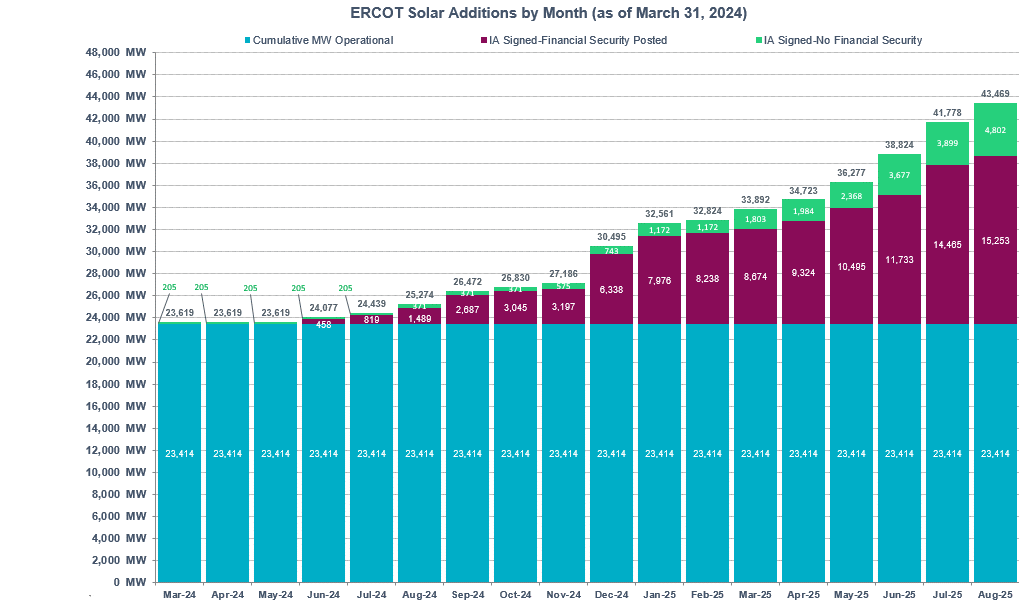 ERCOT Solar Additions by Month (as of March 31, 2024)
Cumulative MW Operational IA Signed-Financial Security Posted IA Signed-No Financial Security
48,000 MW
46,000 MW
44,000 MW
42,000 MW
40,000 MW
38,000 MW
36,000 MW
34,000 MW
32,000 MW
30,000 MW
28,000 MW
26,000 MW
24,000 MW
22,000 MW
20,000 MW
18,000 MW
16,000 MW
14,000 MW
12,000 MW
10,000 MW
8,000 MW
6,000 MW
4,000 MW
2,000 MW
0 MW
23,619 23,619 23,619 24,077 24,439 25,274 26,472 26,830 27,186 30,495 32,561 32,824 33,892 34,723 36,277 38,824 41,778 43,469
205 205 205 205 205 371 371 371 575 743 1,172 1,172 1,803 1,984 2,368 3,677 3,899 4,802
458 819 1,489 2,687 3,045 3,197 6,338 7,976 8,238 8,674 9,324 10,495 11,733 14,465 15,253
23,414 23,414 23,414 23,414 23,414 23,414 23,414 23,414 23,414 23,414 23,414 23,414 23,414 23,414 23,414 23,414 23,414 23,414
Mar-24 Apr-24 May-24 Jun-24 Jul-24 Aug-24 Sep-24 Oct-24 Nov-24 Dec-24 Jan-25 Feb-25 Mar-25 Apr-25 May-25 Jun-25 Jul-25 Aug-25